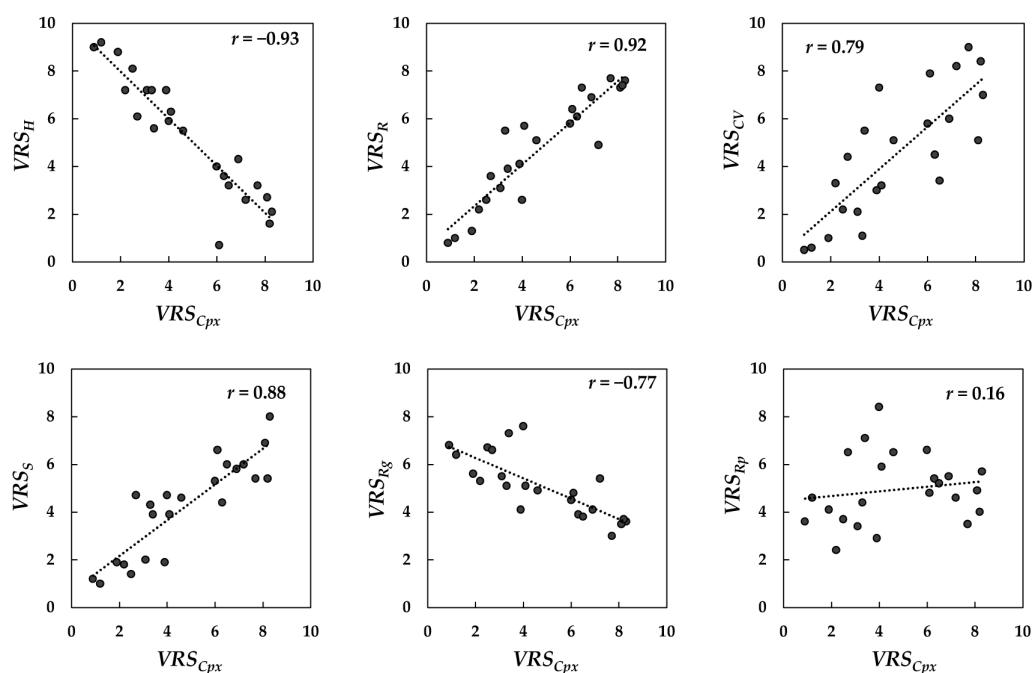 10
8
6
4
2
0
VRS_H
r = −0.93
0 2 4 6 8 10
VRS_Cpx
10
8
6
4
2
0
VRS_R
r = 0.92
0 2 4 6 8 10
VRS_Cpx
10
8
6
4
2
0
VRS_CV
r = 0.79
0 2 4 6 8 10
VRS_Cpx
10
8
6
4
2
0
VRS_S
r = 0.88
0 2 4 6 8 10
VRS_Cpx
10
8
6
4
2
0
VRS_Rg
r = −0.77
0 2 4 6 8 10
VRS_Cpx
10
8
6
4
2
0
VRS_Rp
r = 0.16
0 2 4 6 8 10
VRS_Cpx